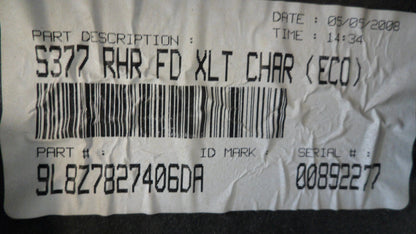 DATE : 05/05/2008
PART DESCRIPTION :
TIME : 14:34
S377 RHR FD XLT CHAR (ECO)
PART # : ID MARK : SERIAL # :
9L8Z7827406DA 00892277